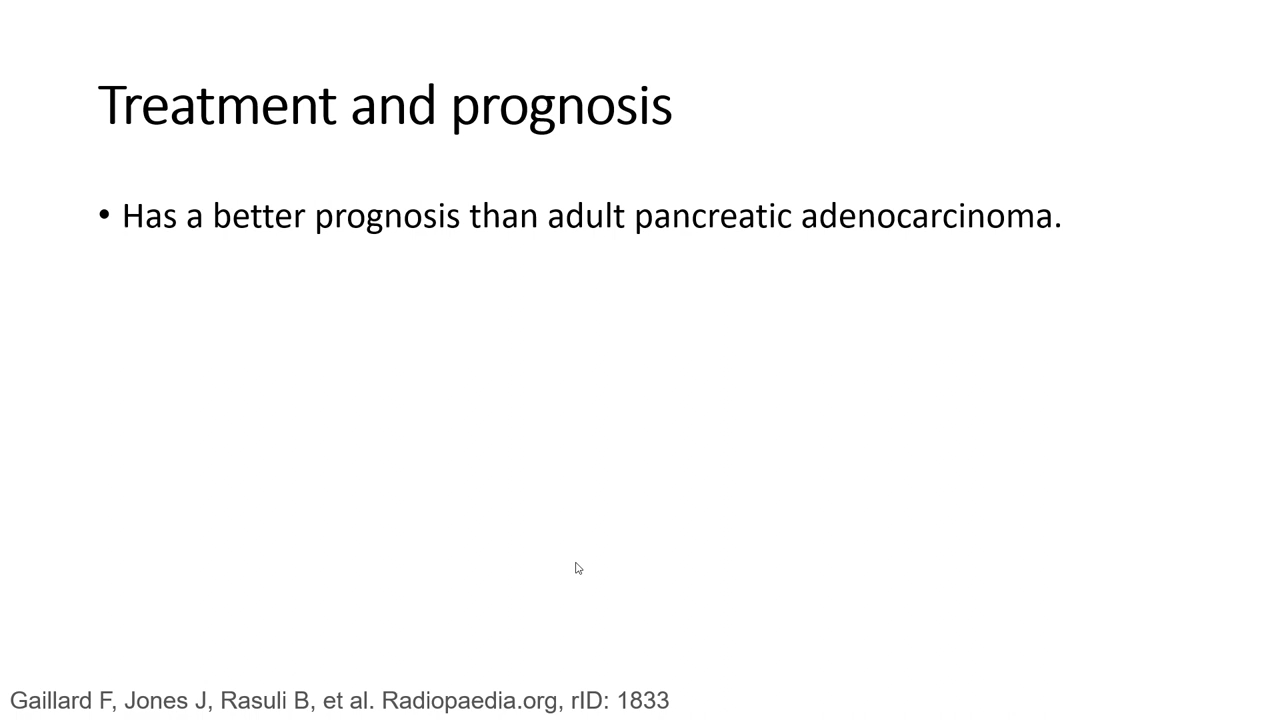 Treatment and prognosis
• Has a better prognosis than adult pancreatic adenocarcinoma.
Gaillard F, Jones J, Rasuli B, et al. Radiopaedia.org, rID: 1833